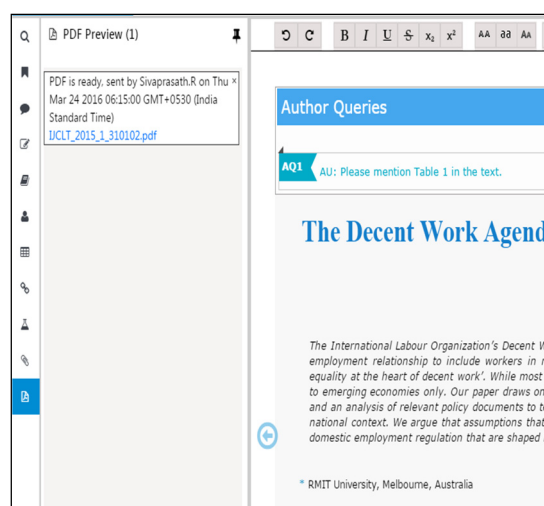 PDF Preview (1)
B I U S x₂ x² AA aa AA
PDF is ready, sent by Sivaprasath.R on Thu ×
Mar 24 2016 06:15:00 GMT+0530 (India
Standard Time)
IJCLT_2015_1_310102.pdf
Author Queries
AQ1 AU: Please mention Table 1 in the text.
The Decent Work Agend
The International Labour Organization's Decent W
employment relationship to include workers in
equality at the heart of decent work'. While most
to emerging economies only. Our paper draws on
and an analysis of relevant policy documents to t
national context. We argue that assumptions that
domestic employment regulation that are shaped
* RMIT University, Melbourne, Australia